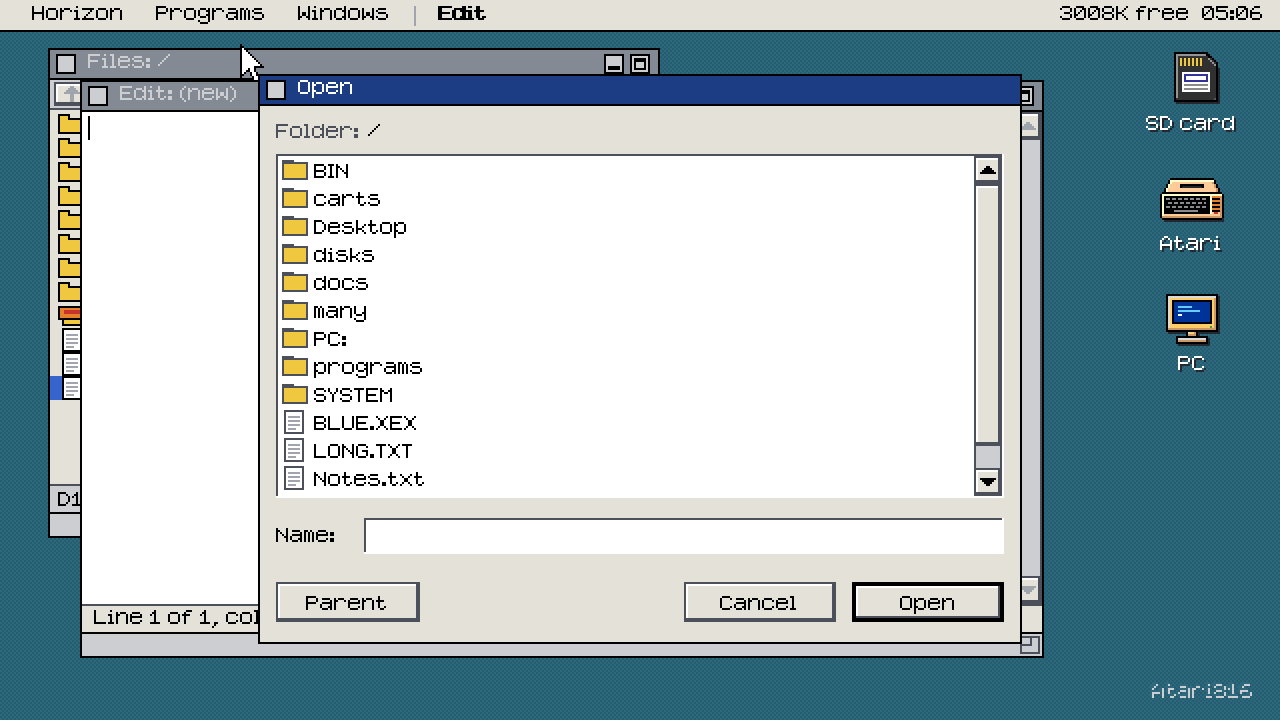 Horizon Programs Windows Edit 3008K free 05:06
Files: /
Edit: (new)
Open
Folder: /
BIN
carts
Desktop
disks
docs
many
PC:
programs
SYSTEM
BLUE.XEX
LONG.TXT
Notes.txt
Name:
Parent Cancel Open
D1
Line 1 of 1, col
SD card
Atari
PC
Atari816